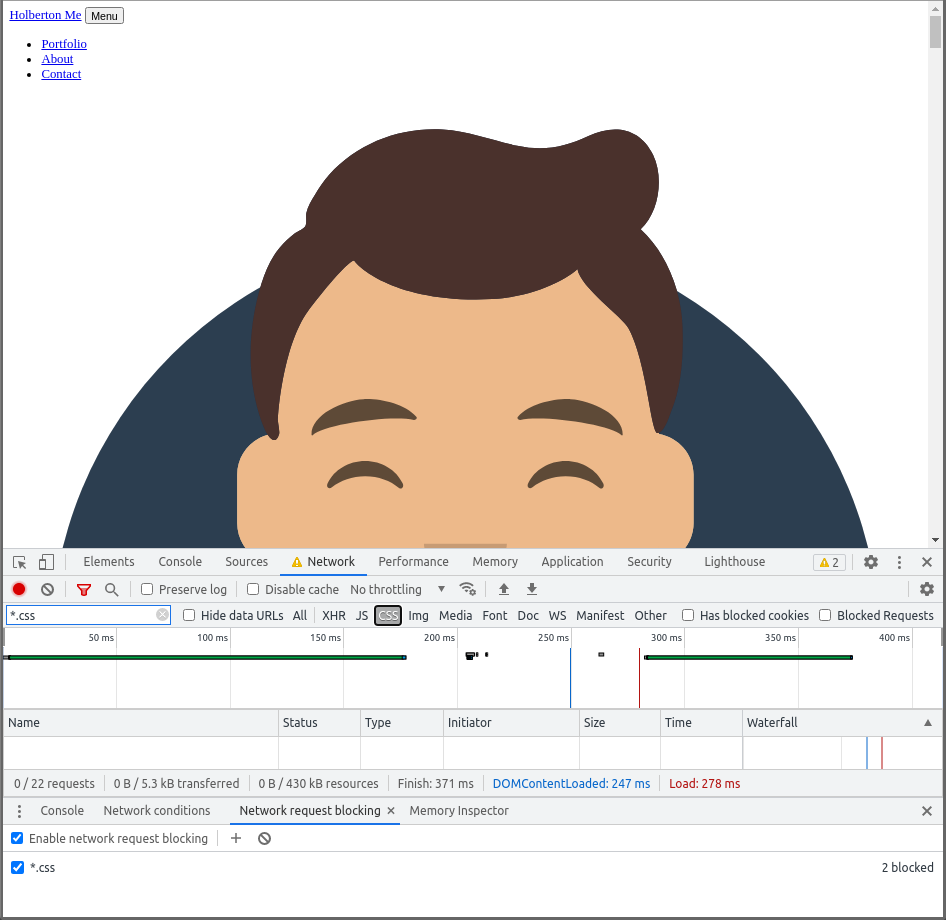 Holberton Me Menu
Portfolio
About
Contact
Elements Console Sources Network Performance Memory Application Security Lighthouse 2
Preserve log Disable cache No throttling
*.css Hide data URLs All XHR JS CSS Img Media Font Doc WS Manifest Other Has blocked cookies Blocked Requests
50 ms 100 ms 150 ms 200 ms 250 ms 300 ms 350 ms 400 ms
Name Status Type Initiator Size Time Waterfall
0 / 22 requests 0 B / 5.3 kB transferred 0 B / 430 kB resources Finish: 371 ms DOMContentLoaded: 247 ms Load: 278 ms
Console Network conditions Network request blocking Memory Inspector
Enable network request blocking
*.css 2 blocked